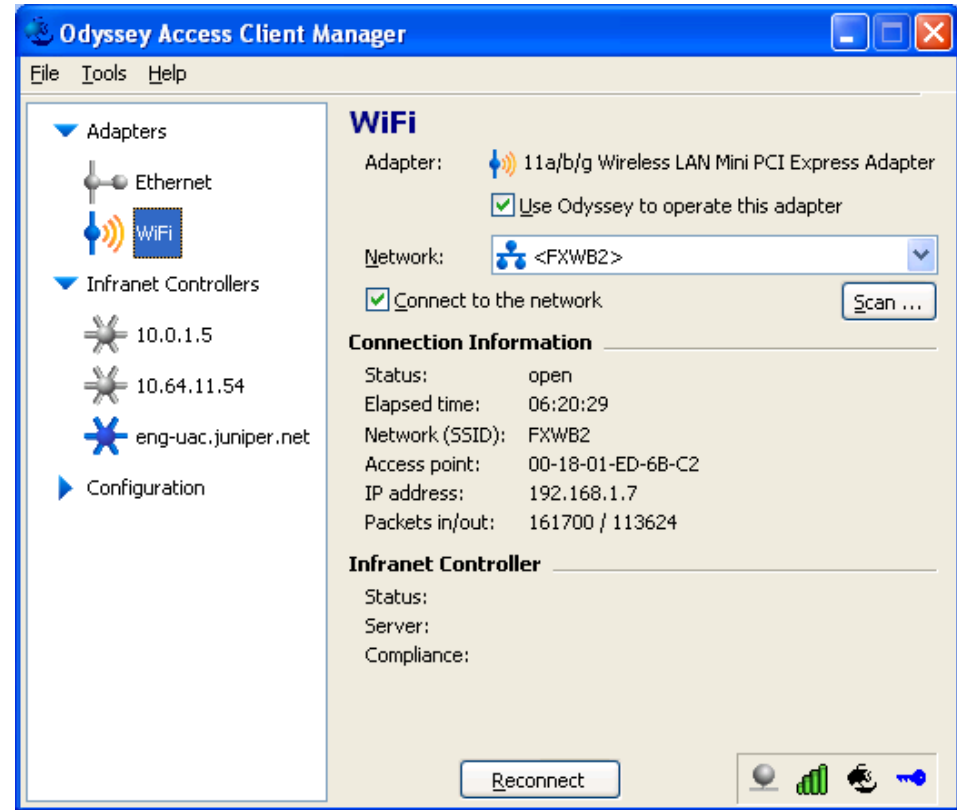 Odyssey Access Client Manager
File Tools Help
Adapters
Ethernet
WiFi
Infranet Controllers
10.0.1.5
10.64.11.54
eng-uac.juniper.net
Configuration
WiFi
Adapter: 11a/b/g Wireless LAN Mini PCI Express Adapter
Use Odyssey to operate this adapter
Network: <FXWB2>
Connect to the network
Scan ...
Connection Information
Status: open
Elapsed time: 06:20:29
Network (SSID): FXWB2
Access point: 00-18-01-ED-6B-C2
IP address: 192.168.1.7
Packets in/out: 161700 / 113624
Infranet Controller
Status:
Server:
Compliance:
Reconnect